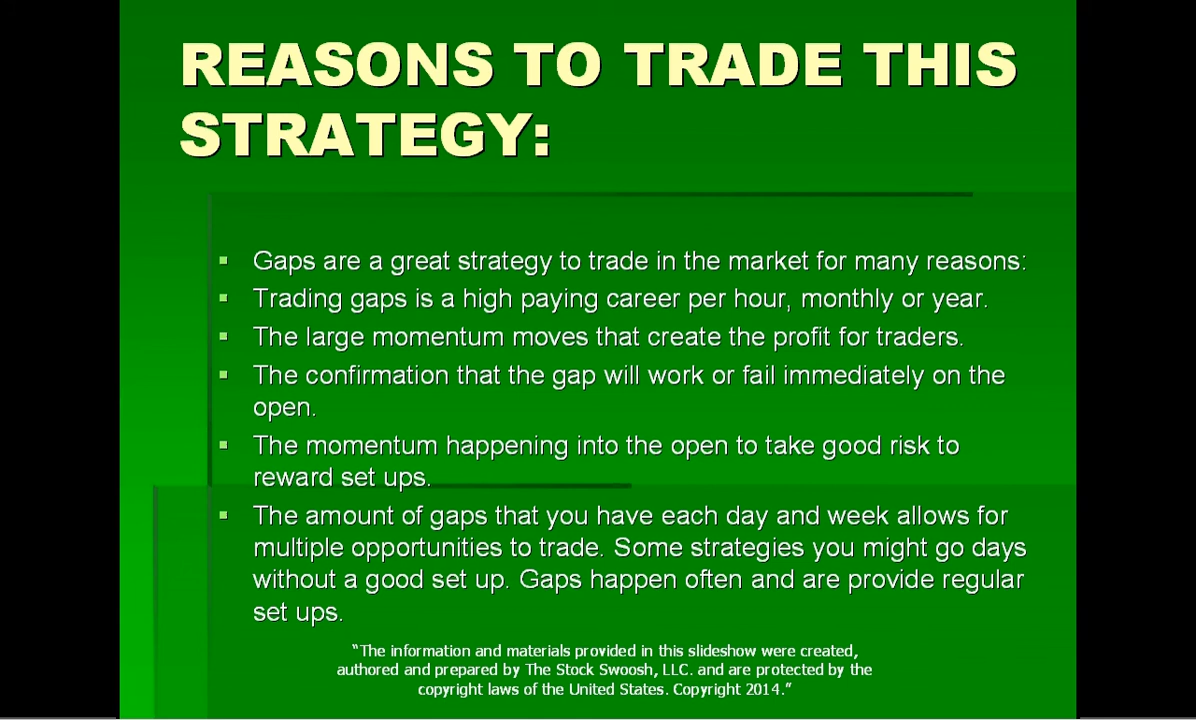 REASONS TO TRADE THIS
STRATEGY:
Gaps are a great strategy to trade in the market for many reasons:
Trading gaps is a high paying career per hour, monthly or year.
The large momentum moves that create the profit for traders.
The confirmation that the gap will work or fail immediately on the
open.
The momentum happening into the open to take good risk to
reward set ups.
The amount of gaps that you have each day and week allows for
multiple opportunities to trade. Some strategies you might go days
without a good set up. Gaps happen often and are provide regular
set ups.
“The information and materials provided in this slideshow were created,
authored and prepared by The Stock Swoosh, LLC. and are protected by the
copyright laws of the United States. Copyright 2014.”